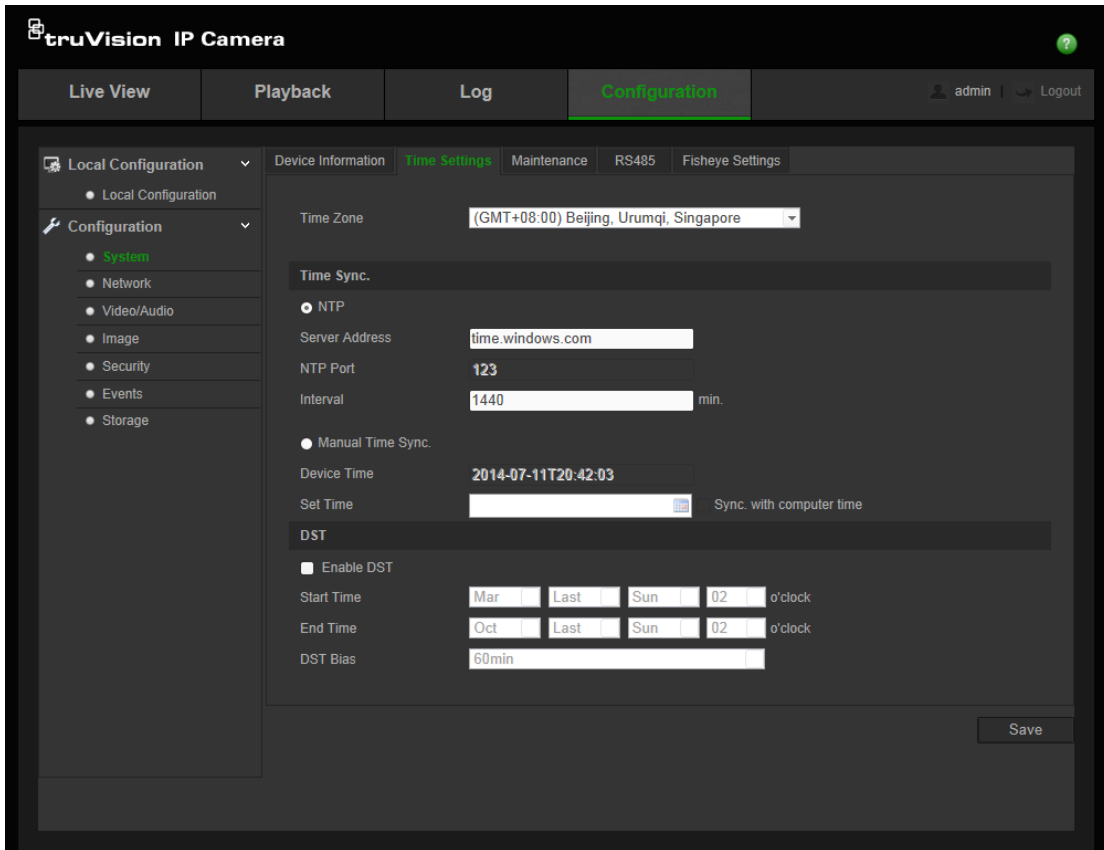 truVision IP Camera
?
Live View Playback Log Configuration admin | Logout
Local Configuration
Local Configuration
Configuration
System
Network
Video/Audio
Image
Security
Events
Storage
Device Information Time Settings Maintenance RS485 Fisheye Settings
Time Zone (GMT+08:00) Beijing, Urumqi, Singapore
Time Sync.
NTP
Server Address time.windows.com
NTP Port 123
Interval 1440 min.
Manual Time Sync.
Device Time 2014-07-11T20:42:03
Set Time Sync. with computer time
DST
Enable DST
Start Time Mar Last Sun 02 o'clock
End Time Oct Last Sun 02 o'clock
DST Bias 60min
Save